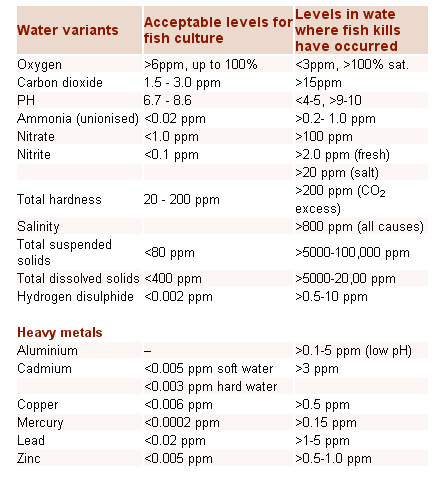 Water variants Acceptable levels for fish culture Levels in wate where fish kills have occurred
Oxygen >6ppm, up to 100% <3ppm, >100% sat.
Carbon dioxide 1.5 - 3.0 ppm >15ppm
PH 6.7 - 8.6 <4-5, >9-10
Ammonia (unionised) <0.02 ppm >0.2- 1.0 ppm
Nitrate <1.0 ppm >100 ppm
Nitrite <0.1 ppm >2.0 ppm (fresh)
>20 ppm (salt)
Total hardness 20 - 200 ppm >200 ppm (CO2 excess)
Salinity >800 ppm (all causes)
Total suspended solids <80 ppm >5000-100,000 ppm
Total dissolved solids <400 ppm >5000-20,00 ppm
Hydrogen disulphide <0.002 ppm >0.5-10 ppm
Heavy metals
Aluminium – >0.1-5 ppm (low pH)
Cadmium <0.005 ppm soft water >3 ppm
<0.003 ppm hard water
Copper <0.006 ppm >0.5 ppm
Mercury <0.0002 ppm >0.15 ppm
Lead <0.02 ppm >1-5 ppm
Zinc <0.005 ppm >0.5-1.0 ppm